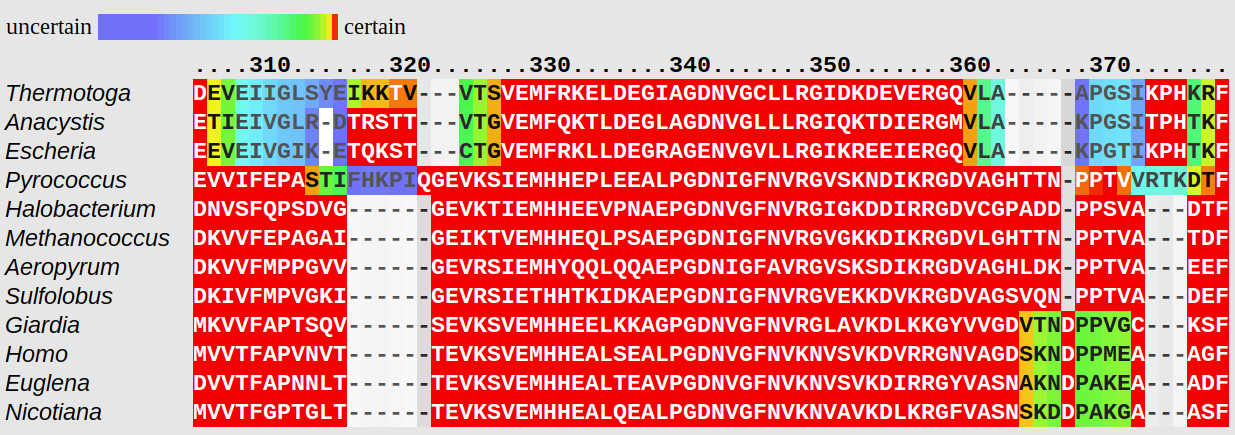 uncertain certain
....310.......320.......330.......340.......350.......360.......370.......
Thermotoga DEVEIIGLSYEIKKTV---VTSVEMFRKELDEGIAGDNVGCLLRGIDKDEVERGQVLA-----APGSIKPHKRF
Anacystis ETIEIVGLR-DTRSTT---VTGVEMFQKTLDEGLAGDNVGLLLRGIQKTDIERGMVLA-----KPGSITPHTKF
Escheria EEVEIVGIK-ETQKST---CTGVEMFRKLLDEGRAGENVGVLLRGIKREEIERGQVLA-----KPGTIKPHTKF
Pyrococcus EVVIFEPASTIFHKPIQGEVKSIEMHHEPLEEALPGDNIGFNVRGVSKNDIKRGDVAGHTTN-PPTVVRTKDTF
Halobacterium DNVSFQPSDVG------GEVKTIEMHHEEVPNAEPGDNVGFNVRGIGKDDIRRGDVCGPADD-PPSVA---DTF
Methanococcus DKVVFEPAGAI------GEIKTVEMHHEQLPSAEPGDNIGFNVRGVGKKDIKRGDVLGHTTN-PPTVA---TDF
Aeropyrum DKVVFMPPGVV------GEVRSIEMHYQQLQQAEPGDNIGFAVRGVSKSDIKRGDVAGHLDK-PPTVA---EEF
Sulfolobus DKIVFMPVGKI------GEVRSIETHHTKIDKAEPGDNIGFNVRGVEKKDVKRGDVAGSVQN-PPTVA---DEF
Giardia MKVVFAPTSQV------SEVKSVEMHHEELKKAGPGDNVGFNVRGLAVKDLKKGYVVGDVTNDPPVGC---KSF
Homo MVVTFAPVNVT------TEVKSVEMHHEALSEALPGDNVGFNVKNVSVKDVRRGNVAGDSKNDPPMEA---AGF
Euglena DVVTFAPNNLT------TEVKSVEMHHEALTEAVPGDNVGFNVKNVSVKDIRRGYVASNAKNDPAKEA---ADF
Nicotiana MVVTFGPTGLT------TEVKSVEMHHEALQEALPGDNVGFNVKNVAVKDLKRGFVASNSKDDPAKGA---ASF